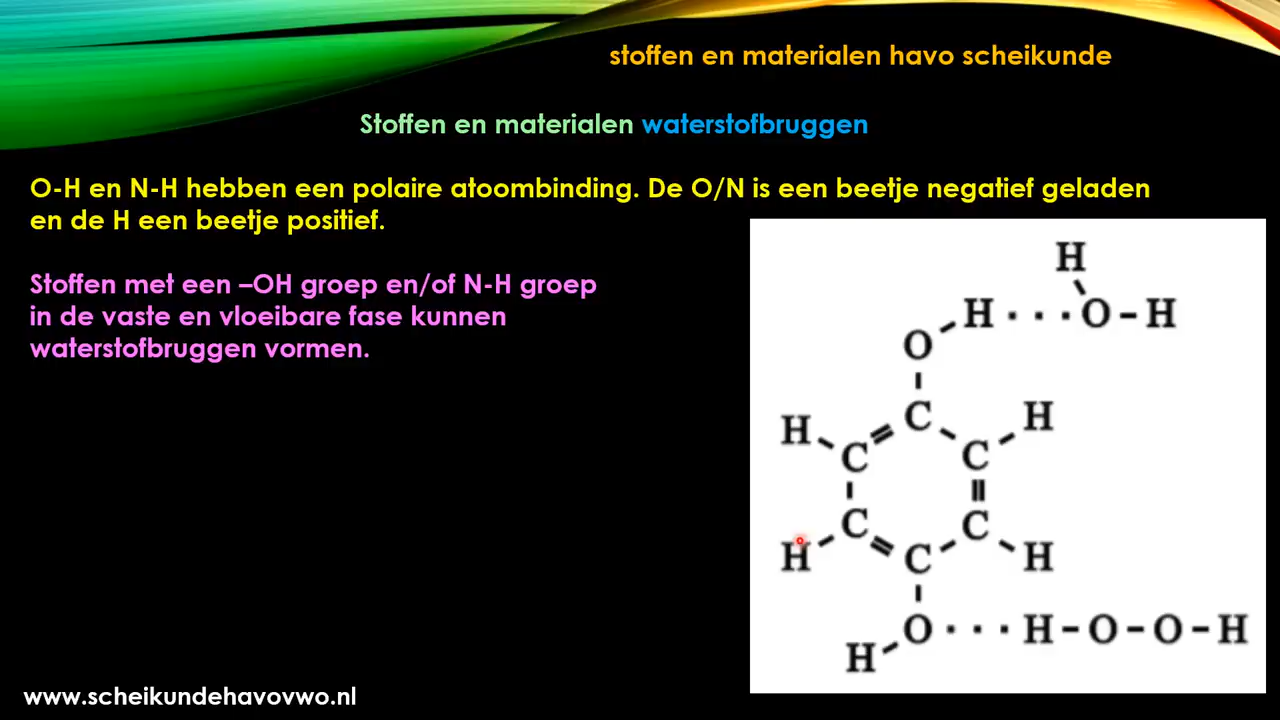 stoffen en materialen havo scheikunde
Stoffen en materialen waterstofbruggen
O-H en N-H hebben een polaire atoombinding. De O/N is een beetje negatief geladen
en de H een beetje positief.
Stoffen met een –OH groep en/of N-H groep
in de vaste en vloeibare fase kunnen
waterstofbruggen vormen.
H
H · · · O – H
O
C
H C C H
H C C H
C
O · · · H – O – O – H
H
www.scheikundehavovwo.nl